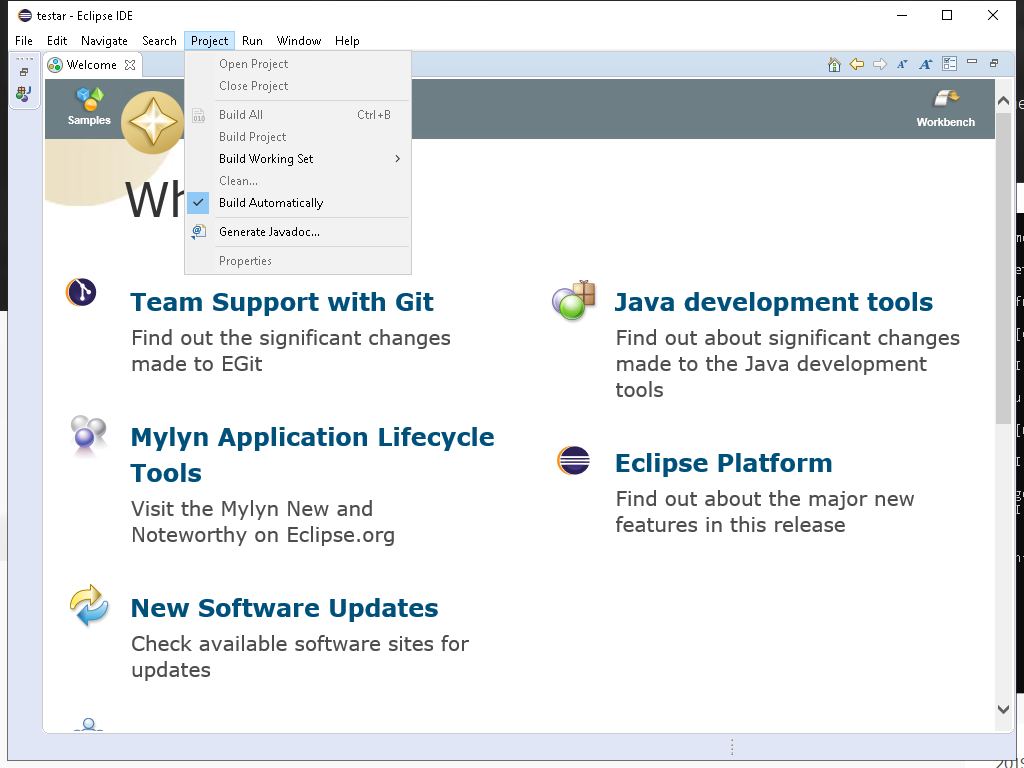 testar - Eclipse IDE
File Edit Navigate Search Project Run Window Help
Welcome
Open Project
Close Project
Build All Ctrl+B
Build Project
Build Working Set
Clean...
Build Automatically
Generate Javadoc...
Properties
Samples
Workbench
Wh
Team Support with Git
Find out the significant changes
made to EGit
Java development tools
Find out about significant changes
made to the Java development
tools
Mylyn Application Lifecycle
Tools
Visit the Mylyn New and
Noteworthy on Eclipse.org
Eclipse Platform
Find out about the major new
features in this release
New Software Updates
Check available software sites for
updates